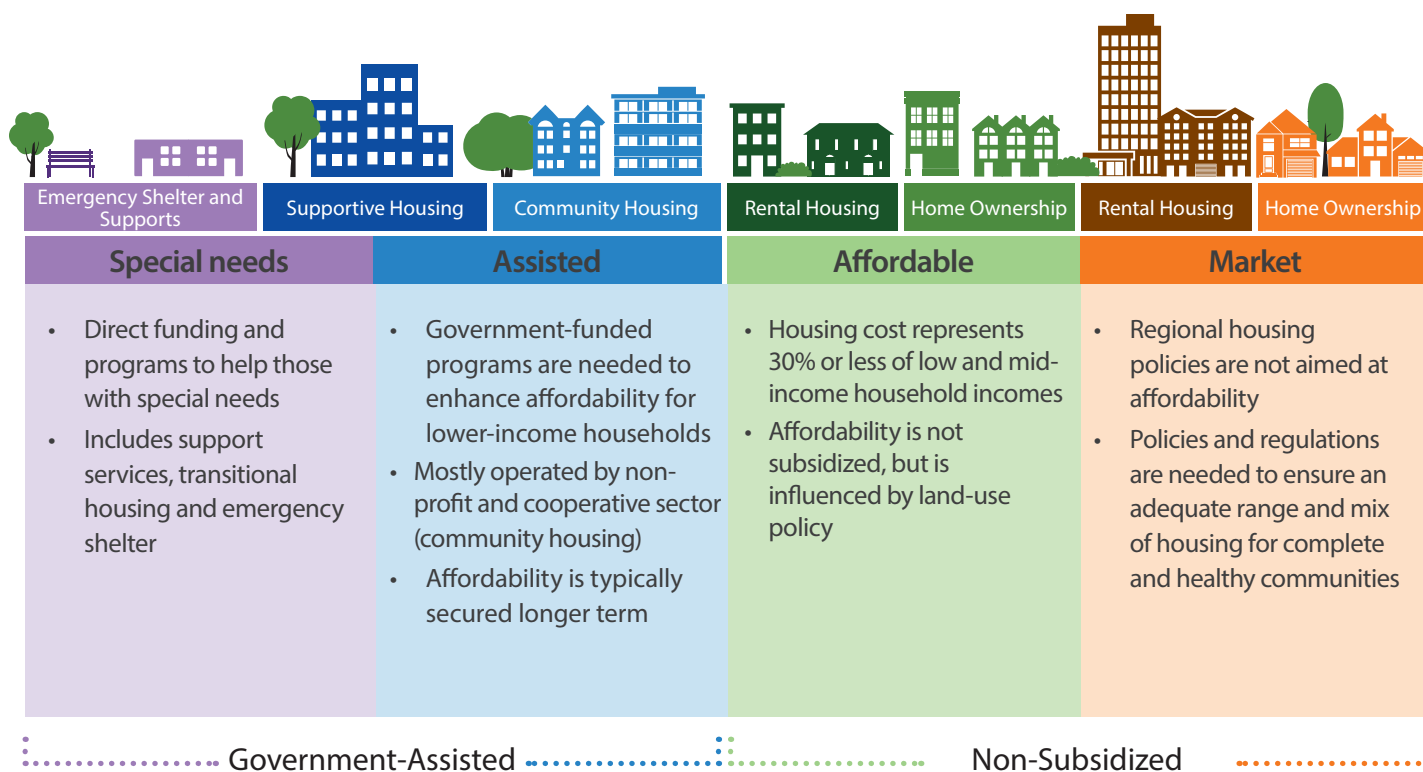 Emergency Shelter and
Supports
Supportive Housing
Community Housing
Rental Housing
Home Ownership
Rental Housing
Home Ownership
Special needs
Assisted
Affordable
Market
• Direct funding and
programs to help those
with special needs
• Includes support
services, transitional
housing and emergency
shelter
• Government-funded
programs are needed to
enhance affordability for
lower-income households
• Mostly operated by non-
profit and cooperative sector
(community housing)
• Affordability is typically
secured longer term
• Housing cost represents
30% or less of low and mid-
income household incomes
• Affordability is not
subsidized, but is
influenced by land-use
policy
• Regional housing
policies are not aimed at
affordability
• Policies and regulations
are needed to ensure an
adequate range and mix
of housing for complete
and healthy communities
Government-Assisted
Non-Subsidized